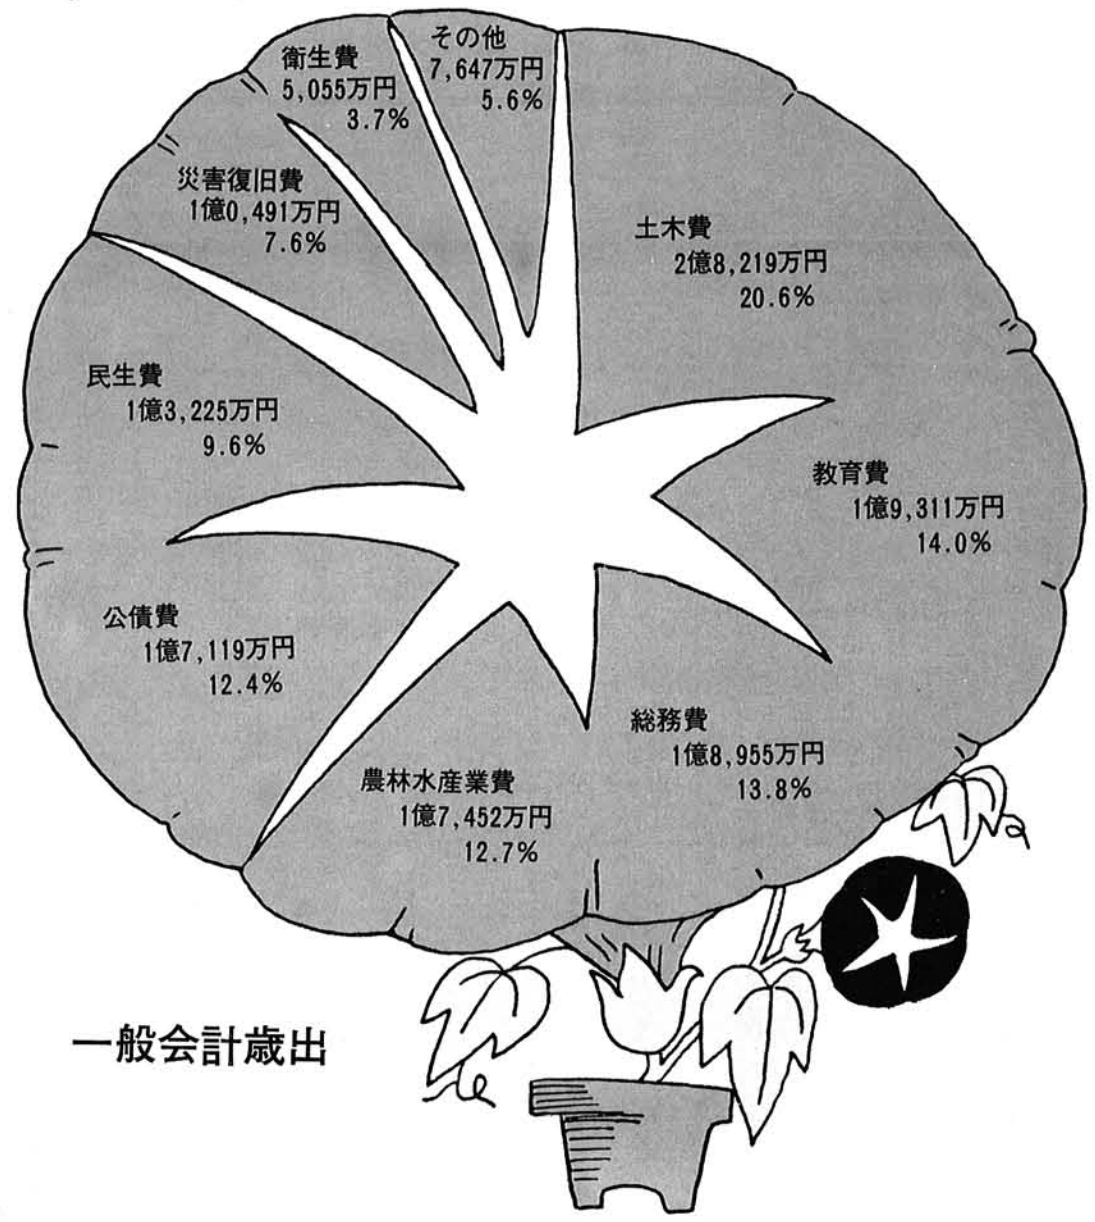 その他
7,647万円
5.6%
衛生費
5,055万円
3.7%
災害復旧費
1億0,491万円
7.6%
土木費
2億8,219万円
20.6%
民生費
1億3,225万円
9.6%
教育費
1億9,311万円
14.0%
公債費
1億7,119万円
12.4%
総務費
1億8,955万円
13.8%
農林水産業費
1億7,452万円
12.7%
一般会計歳出